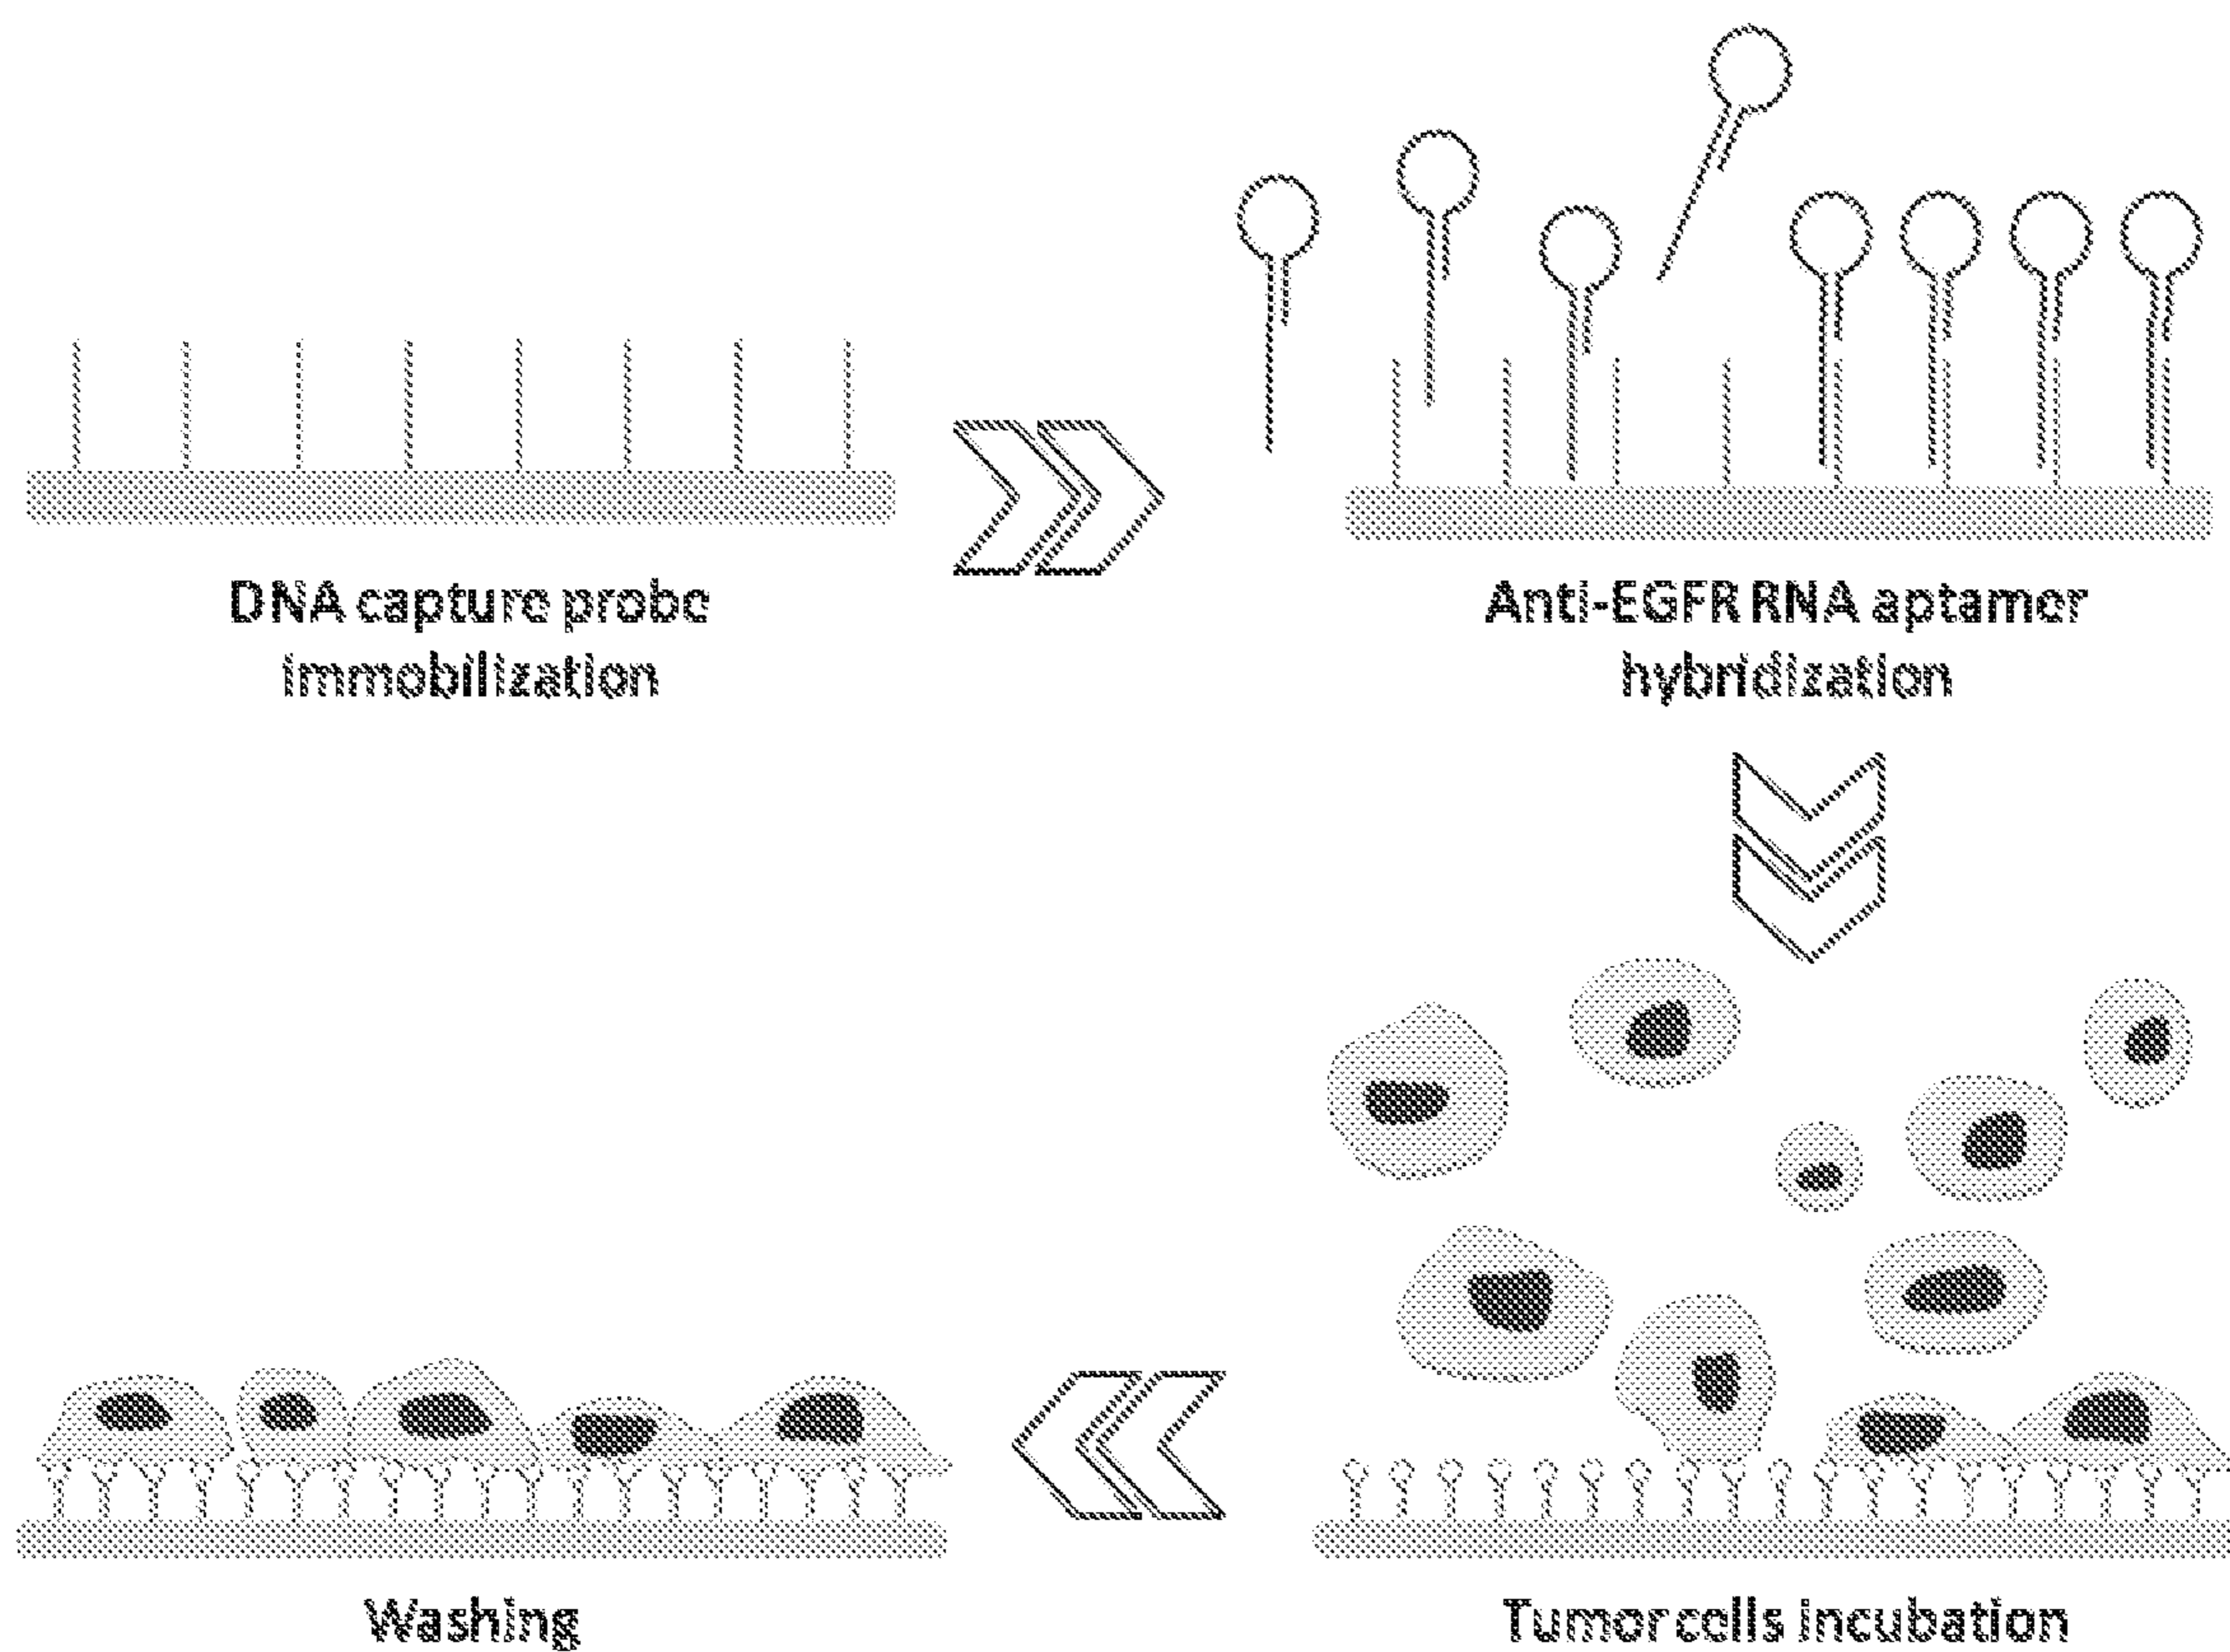 DNA capture probe
immobilization
Anti-EGFR RNA aptamer
hybridization
Washing
Tumor cells incubation